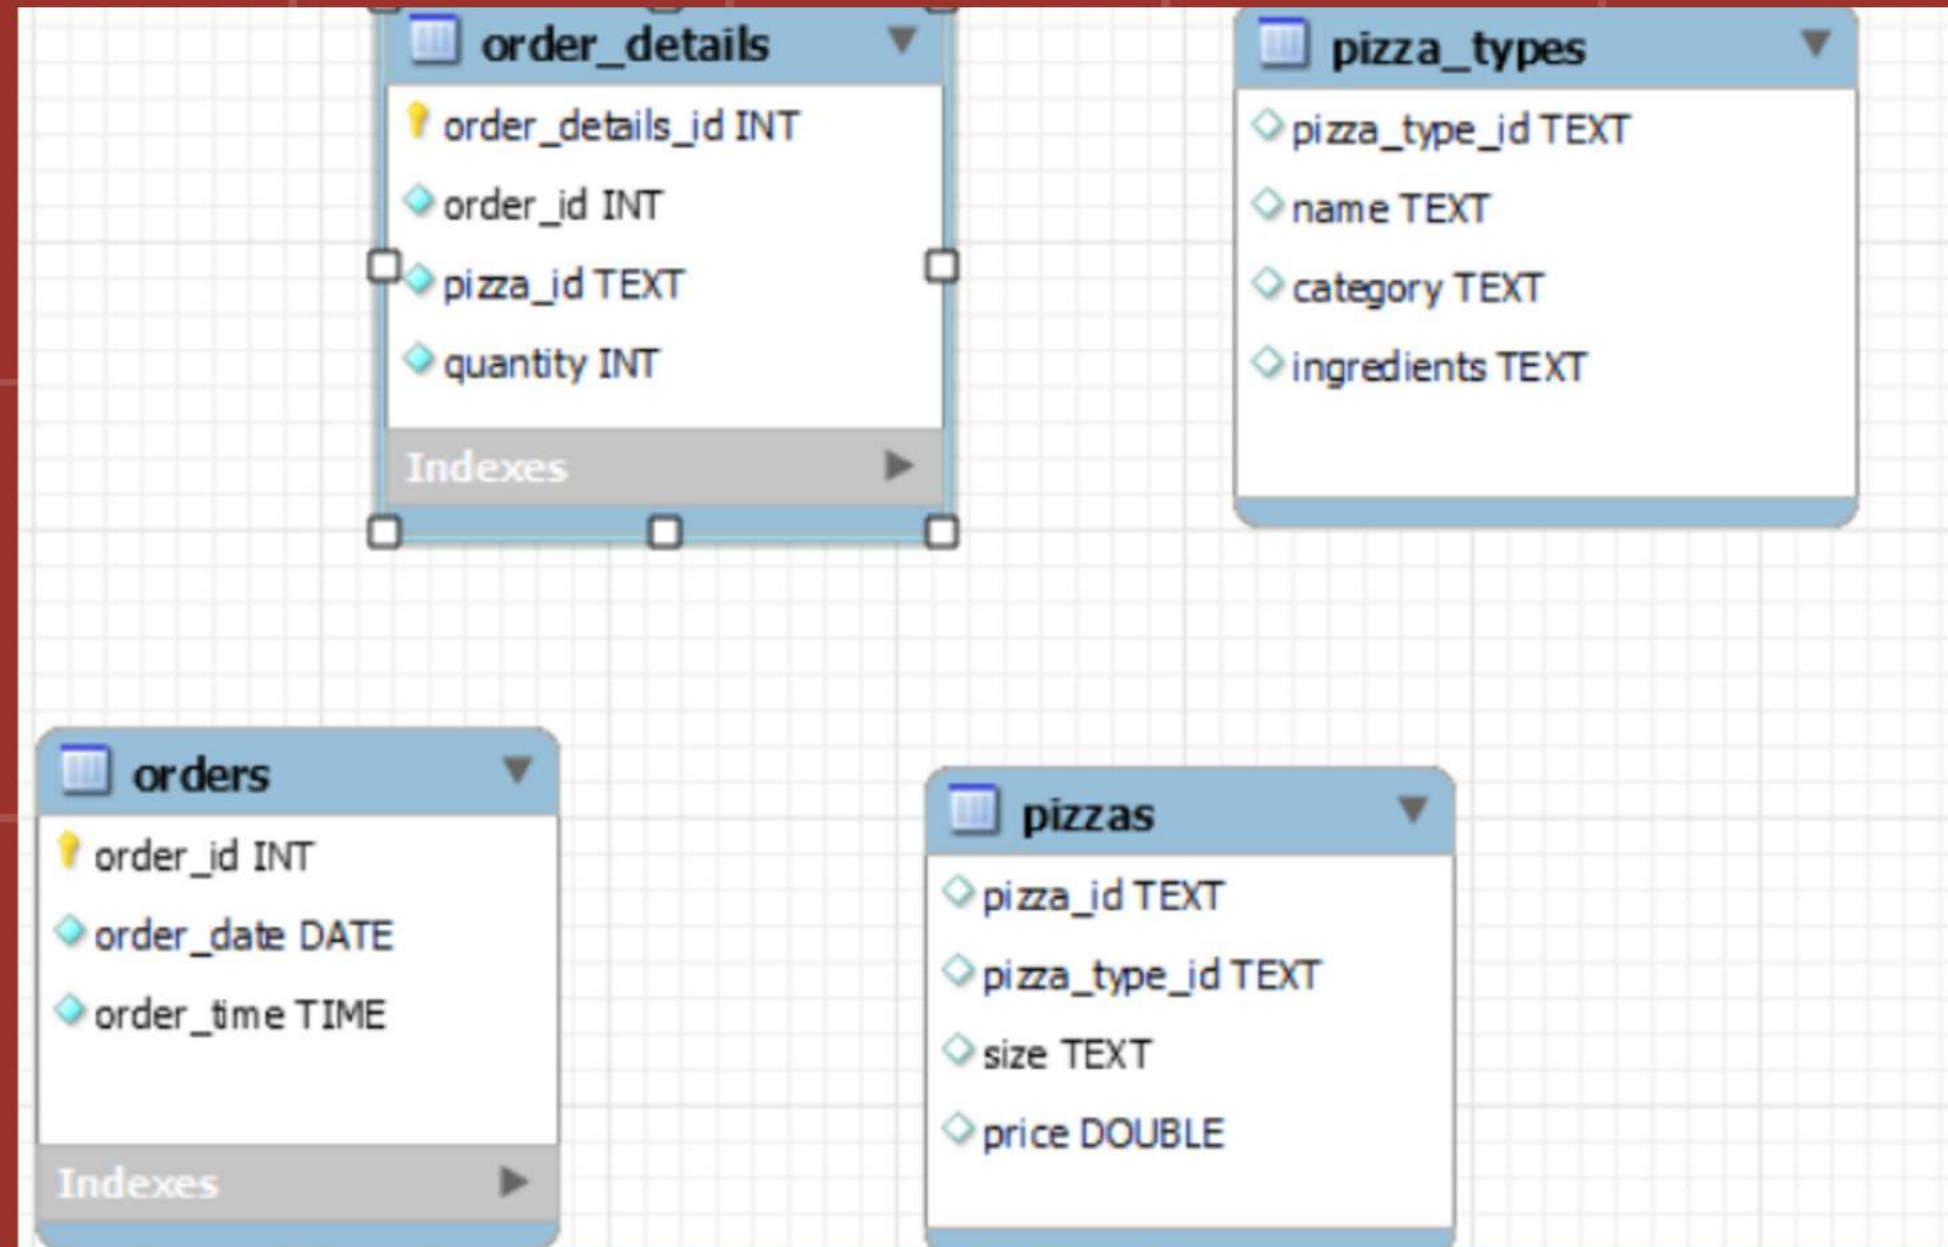 order_details
order_details_id INT
order_id INT
pizza_id TEXT
quantity INT
Indexes
pizza_types
pizza_type_id TEXT
name TEXT
category TEXT
ingredients TEXT
orders
order_id INT
order_date DATE
order_time TIME
Indexes
pizzas
pizza_id TEXT
pizza_type_id TEXT
size TEXT
price DOUBLE